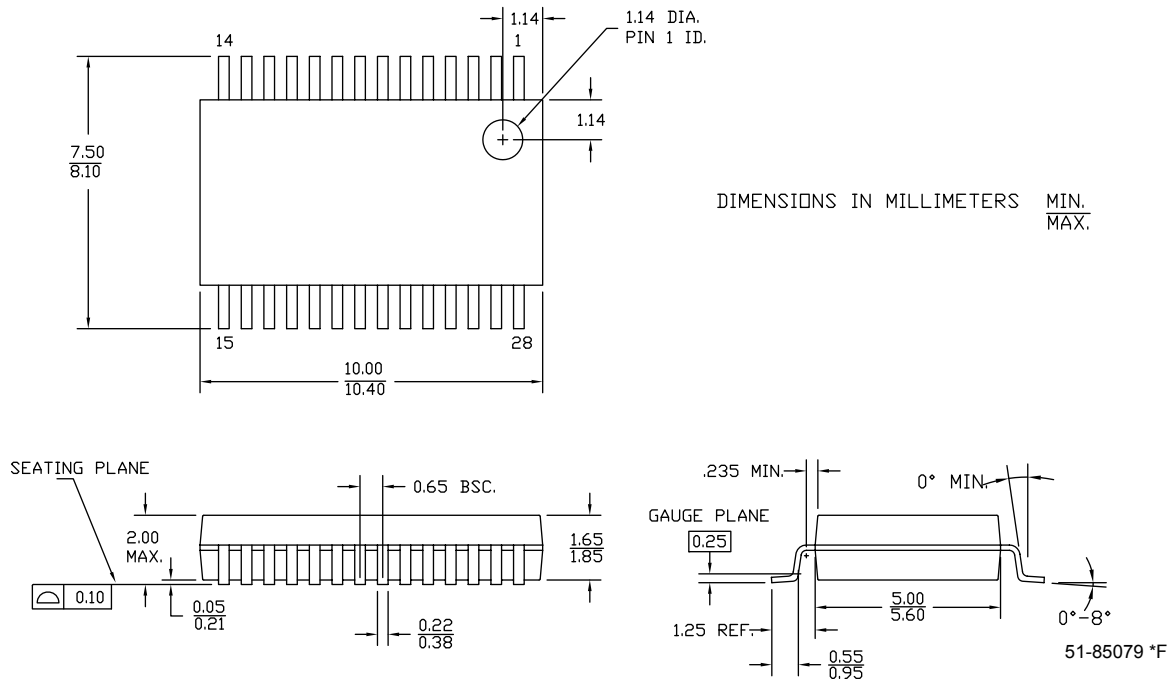 1.14
1.14 DIA.
PIN 1 ID.
14
1
1.14
7.50
8.10
DIMENSIONS IN MILLIMETERS MIN.
MAX.
15
28
10.00
10.40
SEATING PLANE
0.65 BSC.
2.00
MAX.
1.65
1.85
0.10
0.05
0.21
0.22
0.38
.235 MIN.
0° MIN.
GAUGE PLANE
0.25
5.00
5.60
1.25 REF.
0°-8°
0.55
0.95
51-85079 *F